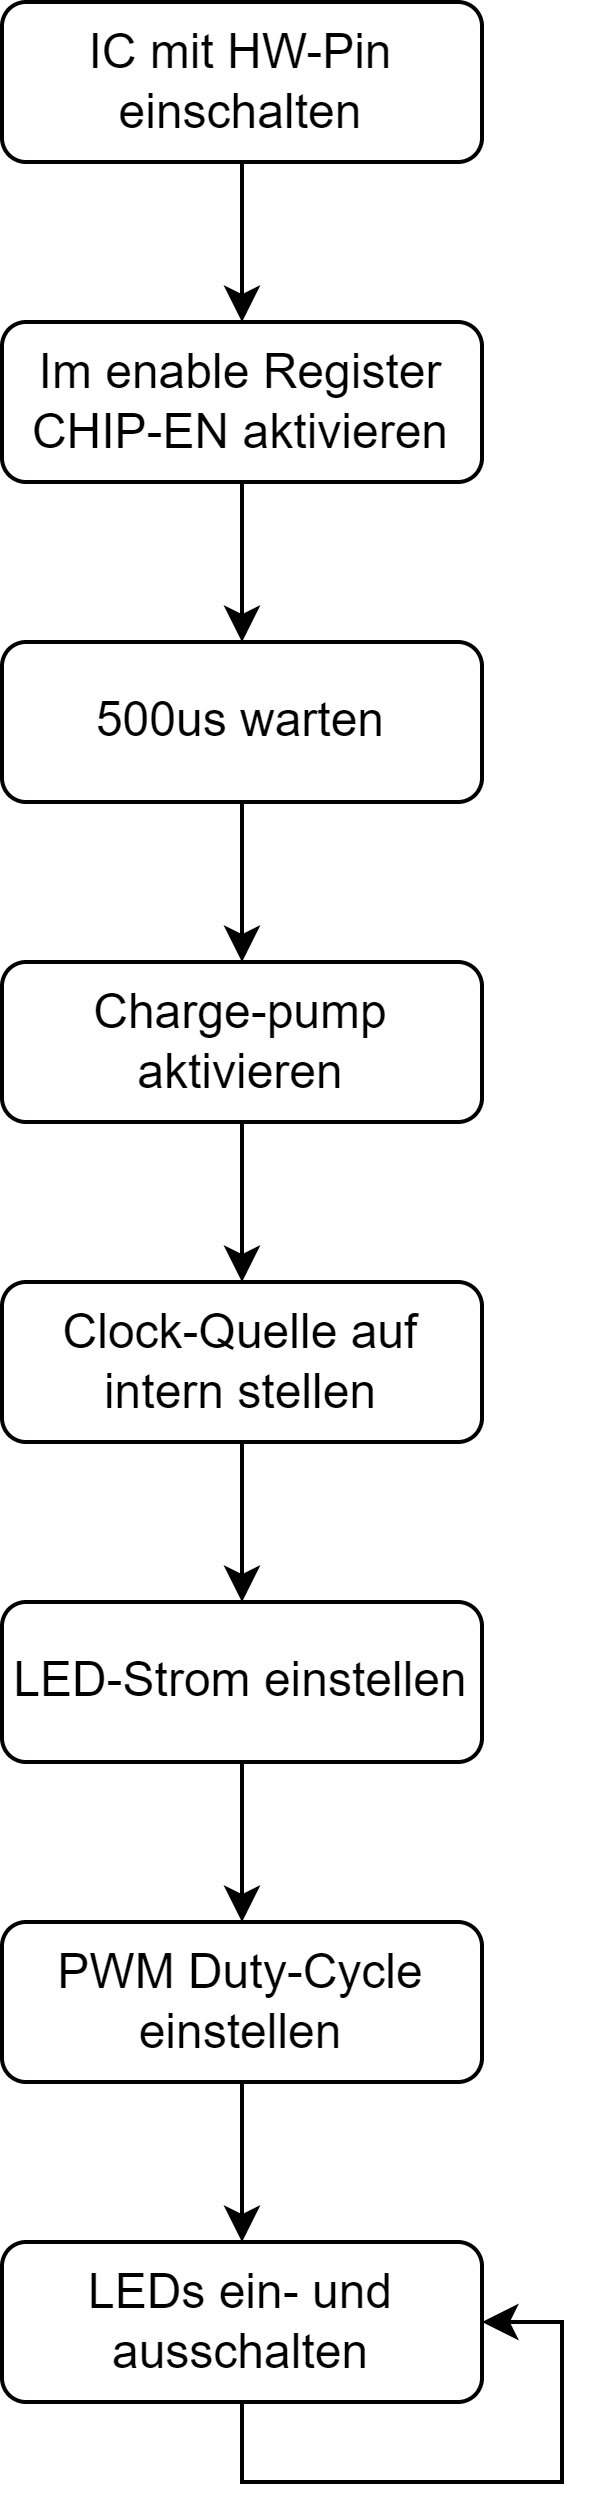 IC mit HW-Pin
einschalten
Im enable Register
CHIP-EN aktivieren
500us warten
Charge-pump
aktivieren
Clock-Quelle auf
intern stellen
LED-Strom einstellen
PWM Duty-Cycle
einstellen
LEDs ein- und
ausschalten